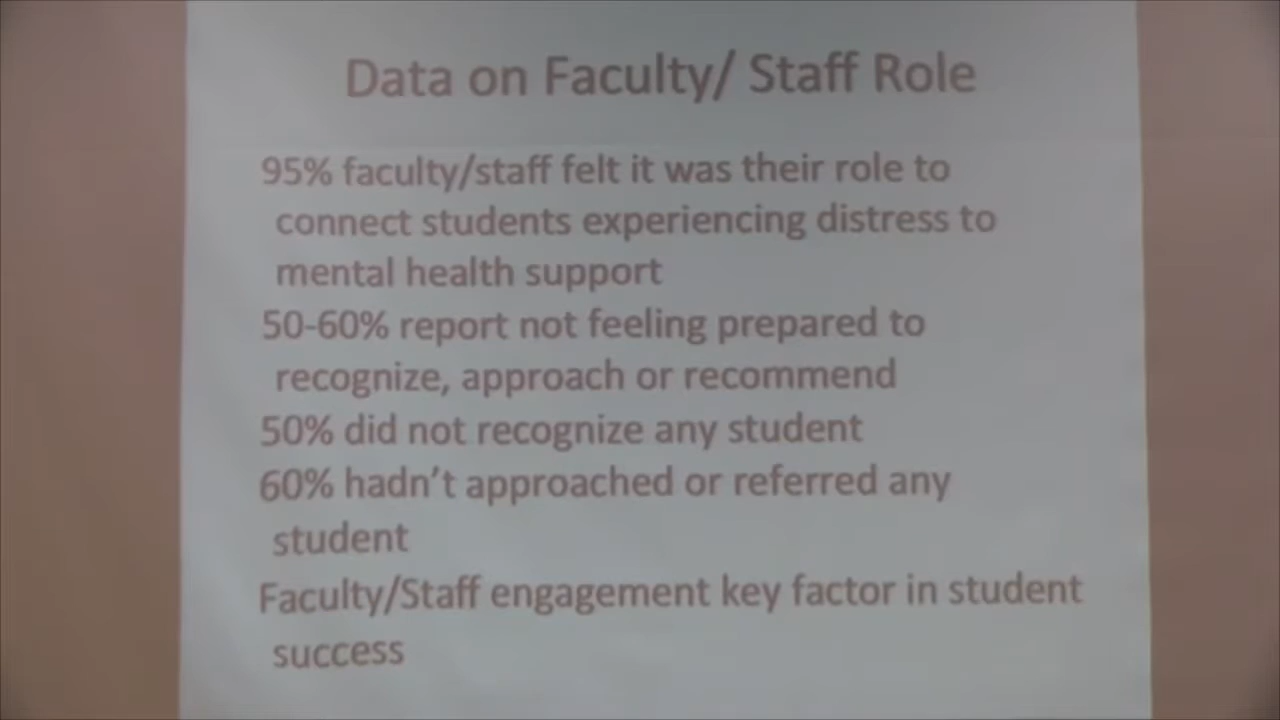 Data on Faculty/ Staff Role
95% faculty/staff felt it was their role to
connect students experiencing distress to
mental health support
50-60% report not feeling prepared to
recognize, approach or recommend
50% did not recognize any student
60% hadn't approached or referred any
student
Faculty/Staff engagement key factor in student
success